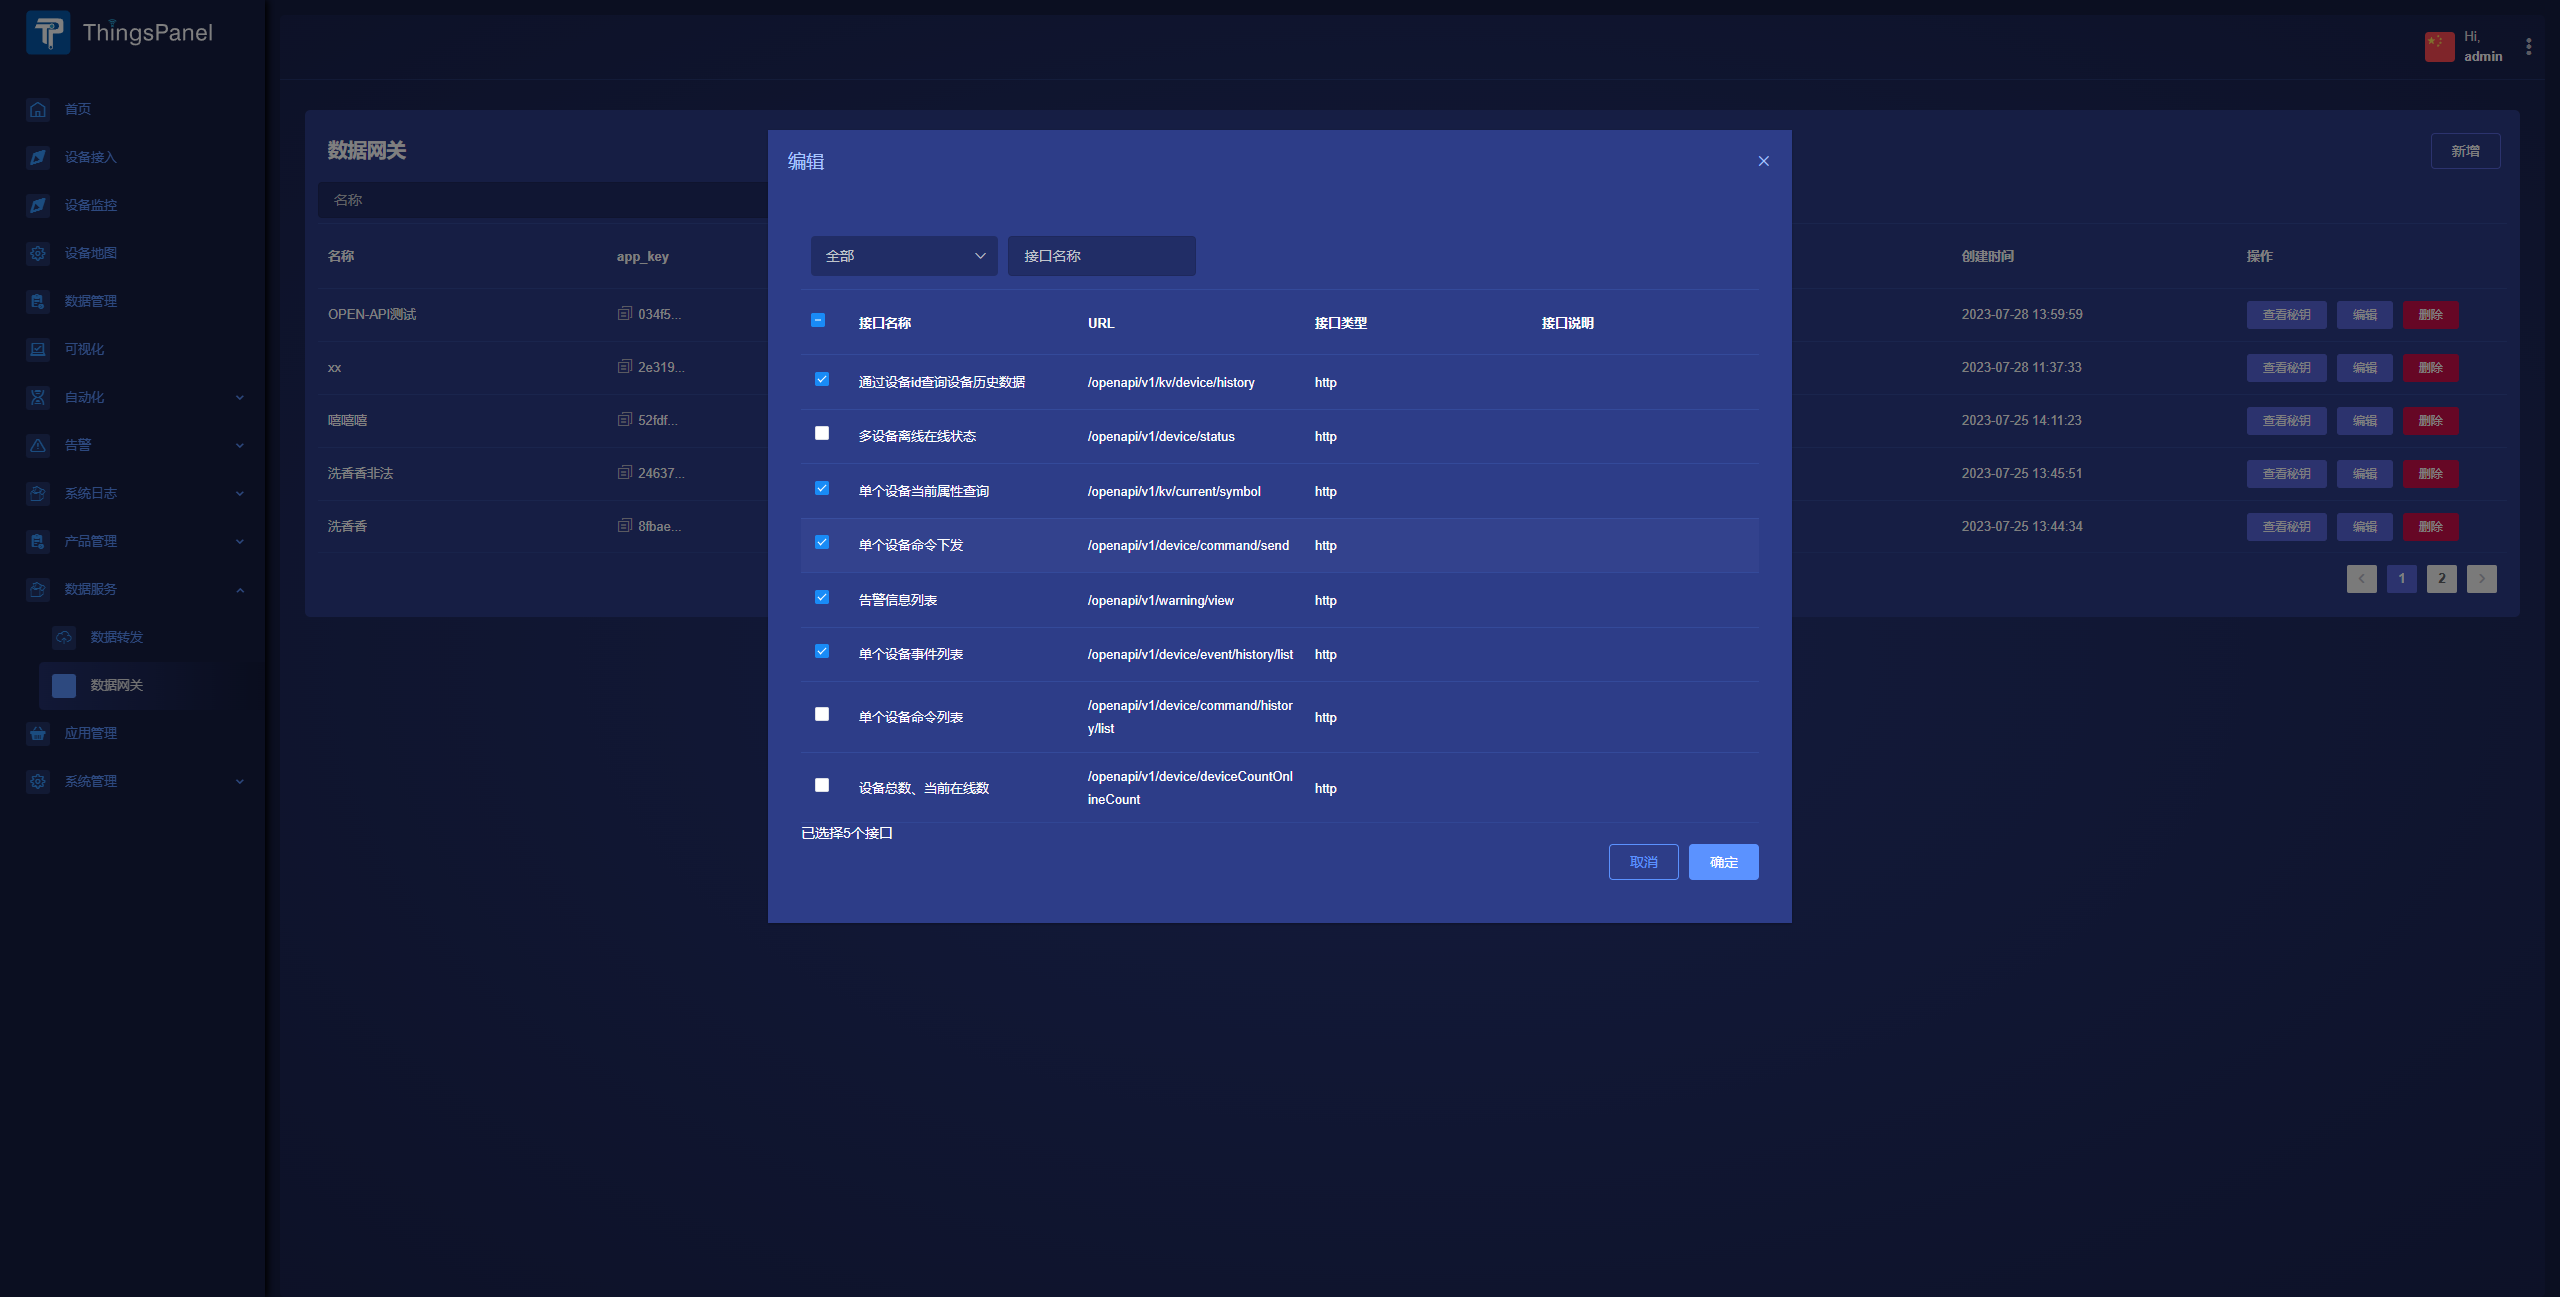 ThingsPanel
Hi,
admin
首页
设备接入
设备监控
设备地图
数据管理
可视化
自动化
告警
系统日志
产品管理
数据服务
数据转发
数据网关
应用管理
系统管理
数据网关
新增
名称
名称 app_key 创建时间 操作
OPEN-API测试 034f5... 2023-07-28 13:59:59 查看秘钥 编辑 删除
xx 2e319... 2023-07-28 11:37:33 查看秘钥 编辑 删除
嘻嘻嘻 52fdf... 2023-07-25 14:11:23 查看秘钥 编辑 删除
洗香香非法 24637... 2023-07-25 13:45:51 查看秘钥 编辑 删除
洗香香 8fbae... 2023-07-25 13:44:34 查看秘钥 编辑 删除
1 2
编辑
全部 接口名称
接口名称 URL 接口类型 接口说明
通过设备id查询设备历史数据 /openapi/v1/kv/device/history http
多设备离线在线状态 /openapi/v1/device/status http
单个设备当前属性查询 /openapi/v1/kv/current/symbol http
单个设备命令下发 /openapi/v1/device/command/send http
告警信息列表 /openapi/v1/warning/view http
单个设备事件列表 /openapi/v1/device/event/history/list http
单个设备命令列表 /openapi/v1/device/command/histor
y/list http
设备总数、当前在线数 /openapi/v1/device/deviceCountOnl
ineCount http
已选择5个接口
取消 确定